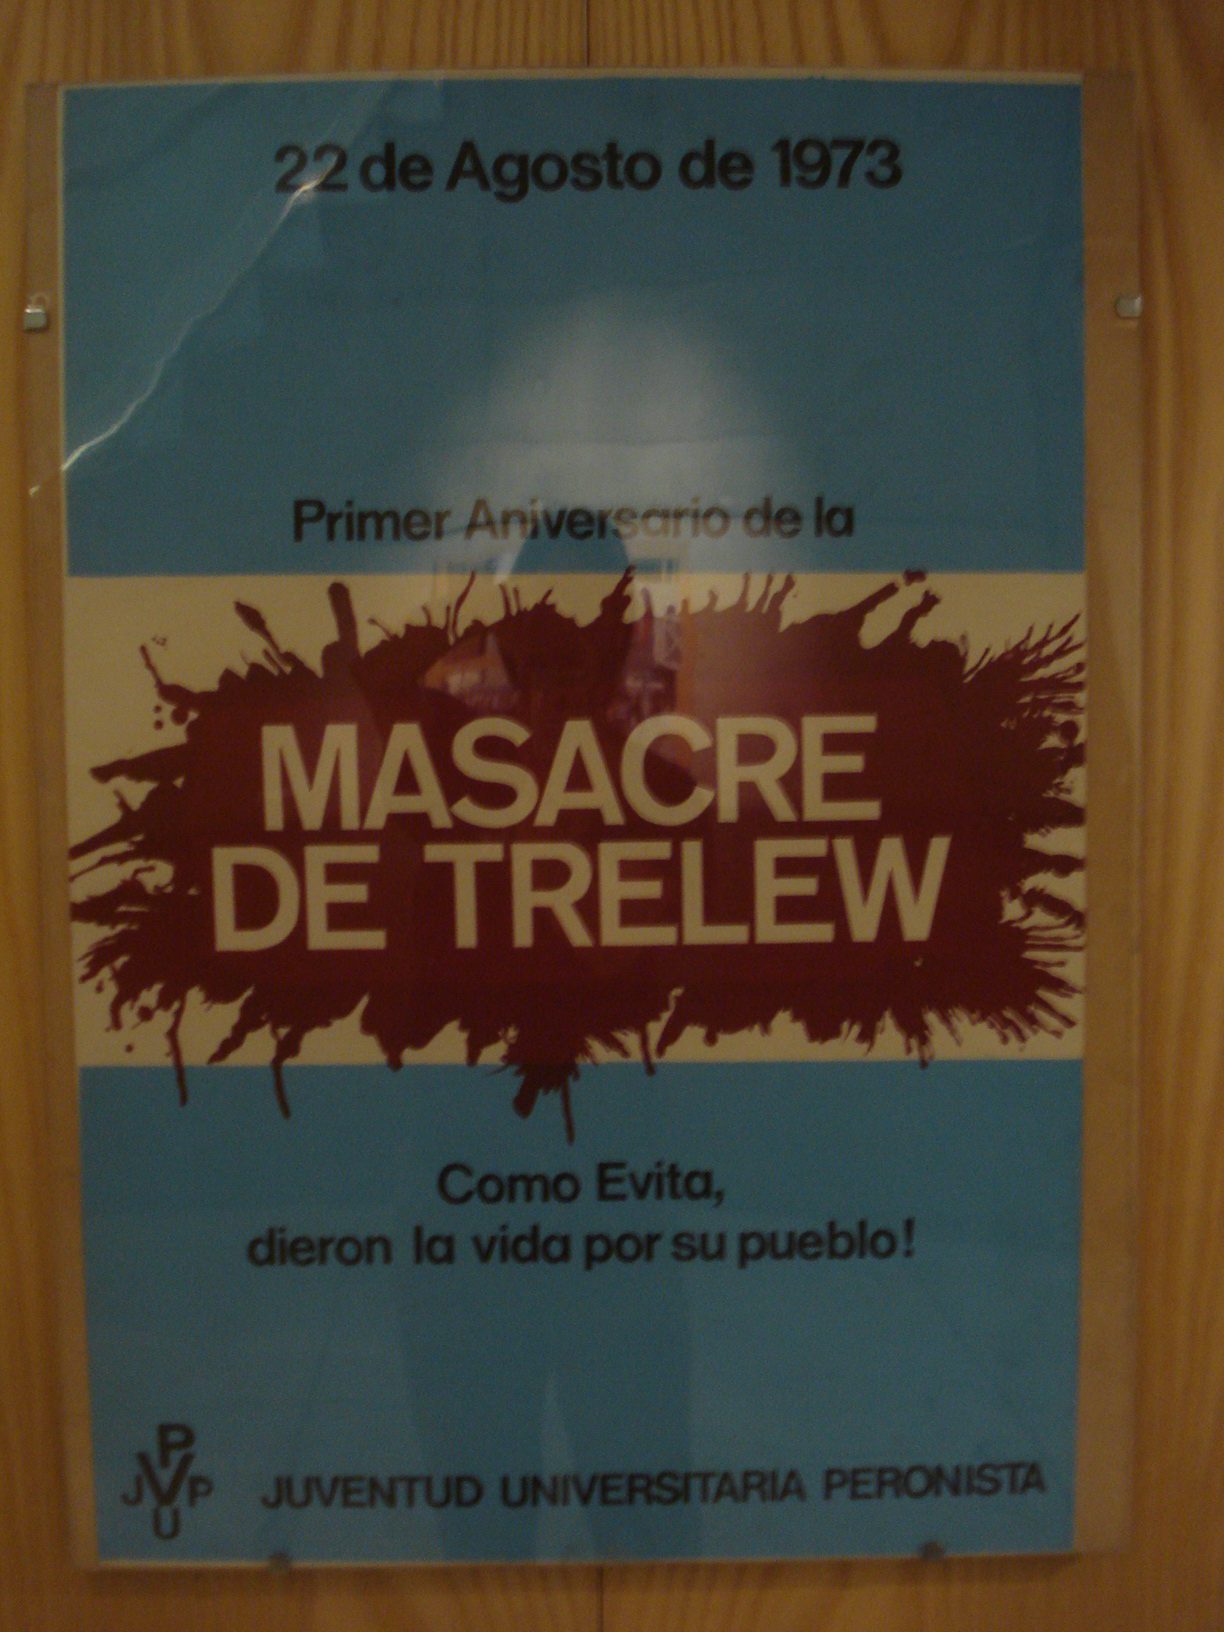 22 de Agosto de 1973
Primer Aniversario de la
MASACRE
DE TRELEW
Como Evita,
dieron la vida por su pueblo!
P
JVP
U
JUVENTUD UNIVERSITARIA PERONISTA